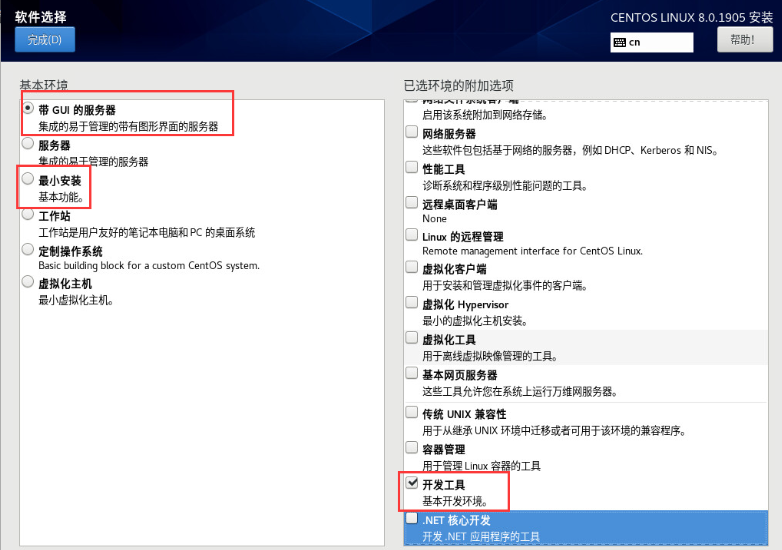 软件选择
完成(D)
CENTOS LINUX 8.0.1905 安装
cn
帮助!
基本环境
带 GUI 的服务器
集成的易于管理的带有图形界面的服务器
服务器
集成的易于管理的服务器
最小安装
基本功能。
工作站
工作站是用户友好的笔记本电脑和 PC 的桌面系统
定制操作系统
Basic building block for a custom CentOS system.
虚拟化主机
最小虚拟化主机。
已选环境的附加选项
网络文件系统客户端
启用该系统附加到网络存储。
网络服务器
这些软件包包括基于网络的服务器，例如 DHCP、Kerberos 和 NIS。
性能工具
诊断系统和程序级别性能问题的工具。
远程桌面客户端
None
Linux 的远程管理
Remote management interface for CentOS Linux.
虚拟化客户端
用于安装和管理虚拟化事件的客户端。
虚拟化 Hypervisor
最小的虚拟化主机安装。
虚拟化工具
用于离线虚拟映像管理的工具。
基本网页服务器
这些工具允许您在系统上运行万维网服务器。
传统 UNIX 兼容性
用于从继承 UNIX 环境中迁移或者可用于该环境的兼容程序。
容器管理
用于管理 Linux 容器的工具
开发工具
基本开发环境。
.NET 核心开发
开发 .NET 应用程序的工具